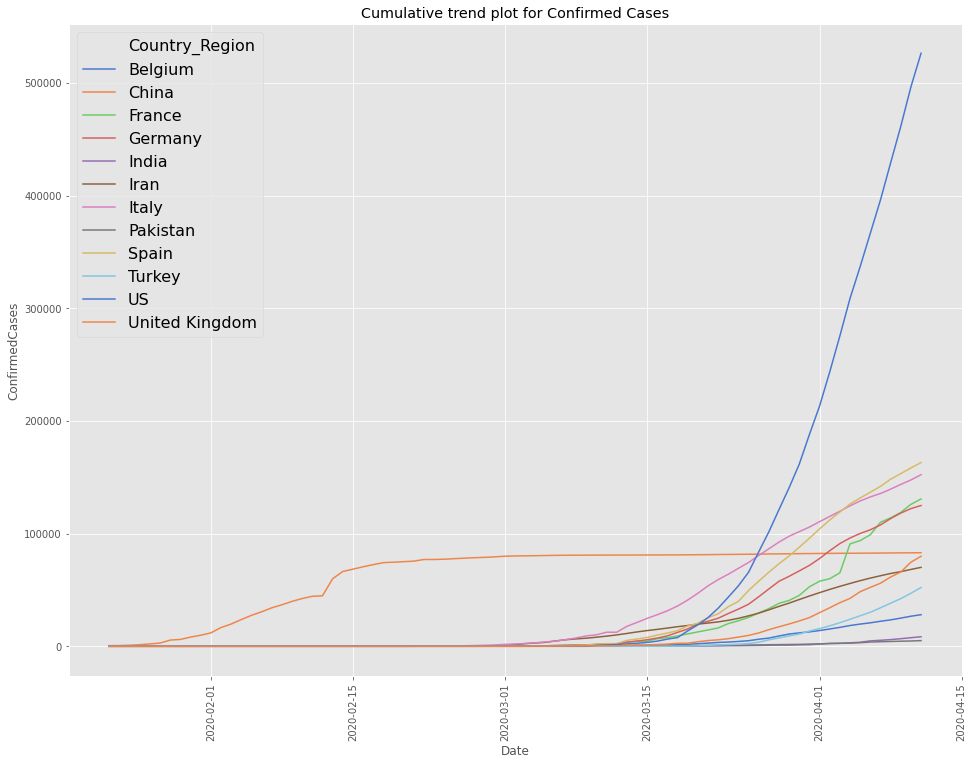 Cumulative trend plot for Confirmed Cases
Country_Region
Belgium
China
France
Germany
India
Iran
Italy
Pakistan
Spain
Turkey
US
United Kingdom
ConfirmedCases
500000
400000
300000
200000
100000
0
2020-02-01
2020-02-15
2020-03-01
2020-03-15
2020-04-01
2020-04-15
Date